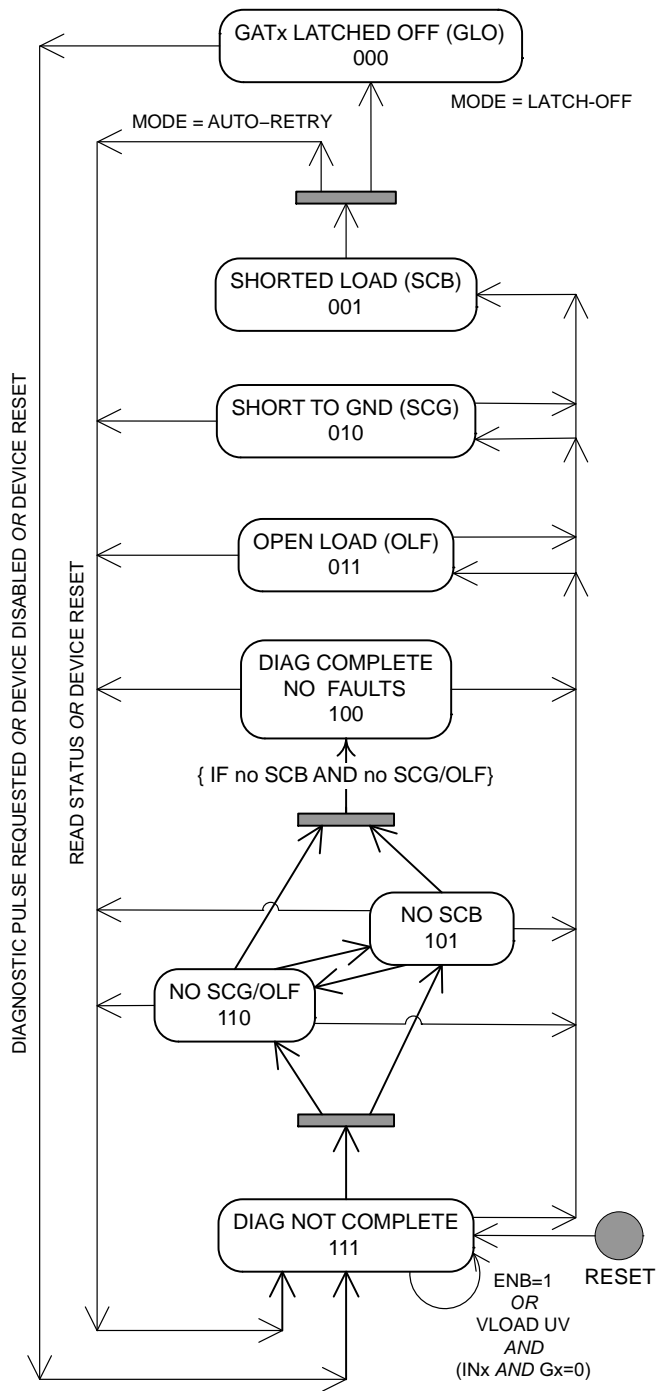 GATx LATCHED OFF (GLO)
000
MODE = LATCH-OFF
MODE = AUTO–RETRY
SHORTED LOAD (SCB)
001
SHORT TO GND (SCG)
010
OPEN LOAD (OLF)
011
DIAG COMPLETE
NO FAULTS
100
{ IF no SCB AND no SCG/OLF}
NO SCB
101
NO SCG/OLF
110
DIAG NOT COMPLETE
111
RESET
ENB=1
OR
VLOAD UV
AND
(INx AND Gx=0)
DIAGNOSTIC PULSE REQUESTED OR DEVICE DISABLED OR DEVICE RESET
READ STATUS OR DEVICE RESET